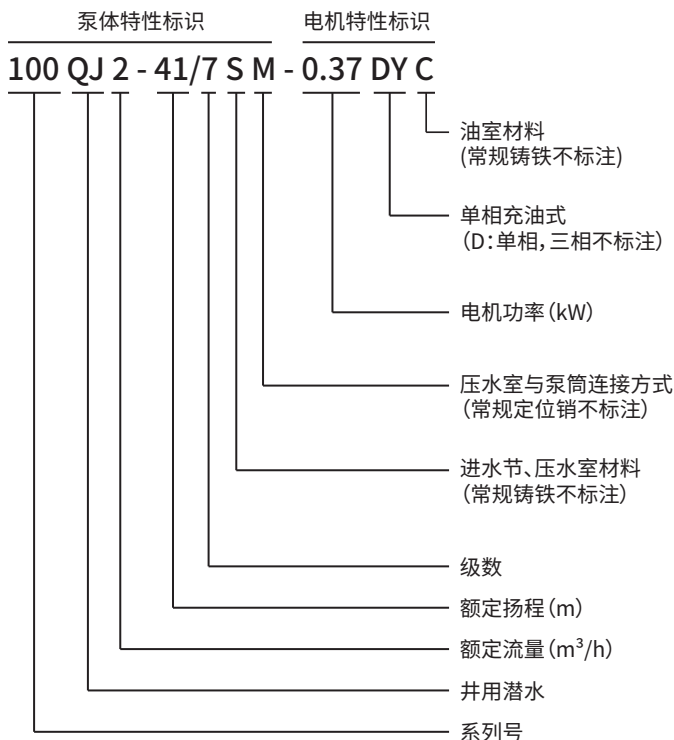 泵体特性标识 电机特性标识
100 QJ 2 - 41/7 S M - 0.37 DY C
油室材料
(常规铸铁不标注)
单相充油式
（D：单相，三相不标注）
电机功率（kW）
压水室与泵筒连接方式
（常规定位销不标注）
进水节、压水室材料
（常规铸铁不标注）
级数
额定扬程（m）
额定流量（m³/h）
井用潜水
系列号